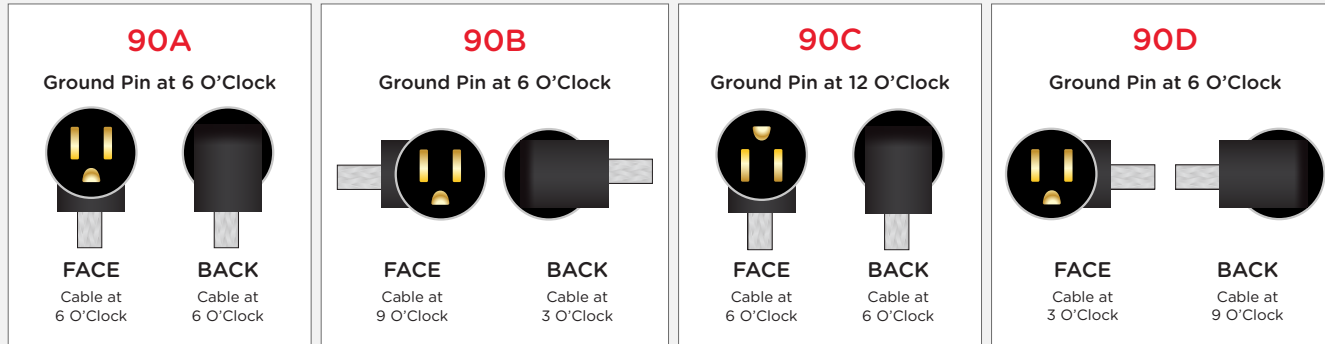 90A
Ground Pin at 6 O’Clock
FACE
Cable at
6 O’Clock
BACK
Cable at
6 O’Clock
90B
Ground Pin at 6 O’Clock
FACE
Cable at
9 O’Clock
BACK
Cable at
3 O’Clock
90C
Ground Pin at 12 O’Clock
FACE
Cable at
6 O’Clock
BACK
Cable at
6 O’Clock
90D
Ground Pin at 6 O’Clock
FACE
Cable at
3 O’Clock
BACK
Cable at
9 O’Clock